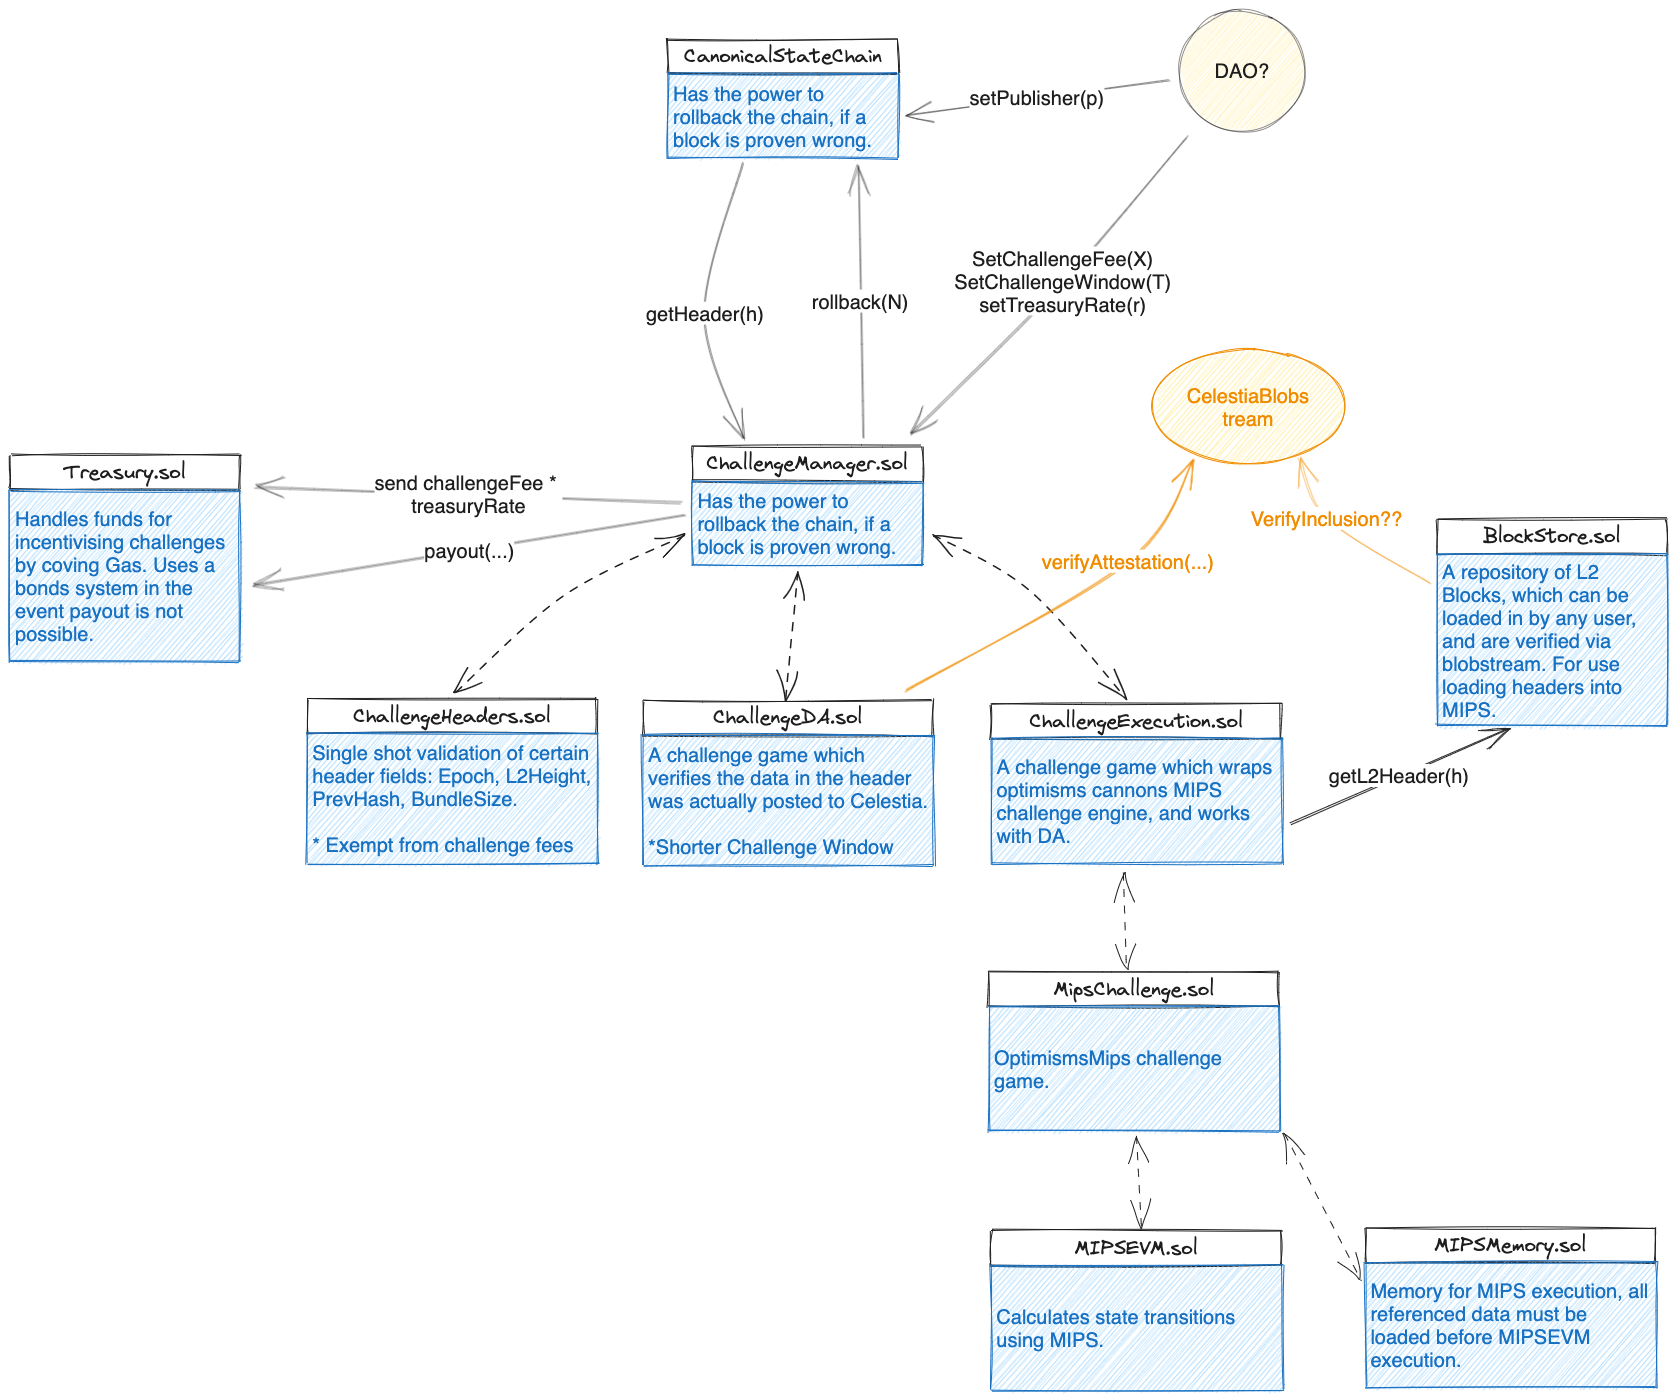 CanonicalStateChain
Has the power to
rollback the chain, if a
block is proven wrong.
DAO?
setPublisher(p)
SetChallengeFee(X)
SetChallengeWindow(T)
setTreasuryRate(r)
getHeader(h)
rollback(N)
CelestiaBlobs
tream
Treasury.sol
Handles funds for
incentivising challenges
by coving Gas. Uses a
bonds system in the
event payout is not
possible.
send challengeFee *
treasuryRate
payout(...)
ChallengeManager.sol
Has the power to
rollback the chain, if a
block is proven wrong.
verifyAttestation(...)
VerifyInclusion??
BlockStore.sol
A repository of L2
Blocks, which can be
loaded in by any user,
and are verified via
blobstream. For use
loading headers into
MIPS.
ChallengeHeaders.sol
Single shot validation of certain
header fields: Epoch, L2Height,
PrevHash, BundleSize.
* Exempt from challenge fees
ChallengeDA.sol
A challenge game which
verifies the data in the header
was actually posted to Celestia.
*Shorter Challenge Window
ChallengeExecution.sol
A challenge game which wraps
optimisms cannons MIPS
challenge engine, and works
with DA.
getL2Header(h)
MipsChallenge.sol
OptimismsMips challenge
game.
MIPSEVM.sol
Calculates state transitions
using MIPS.
MIPSMemory.sol
Memory for MIPS execution, all
referenced data must be
loaded before MIPSEVM
execution.